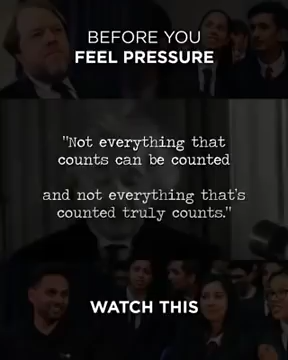 BEFORE YOU
FEEL PRESSURE
"Not everything that
counts can be counted
and not everything that's
counted truly counts."
WATCH THIS